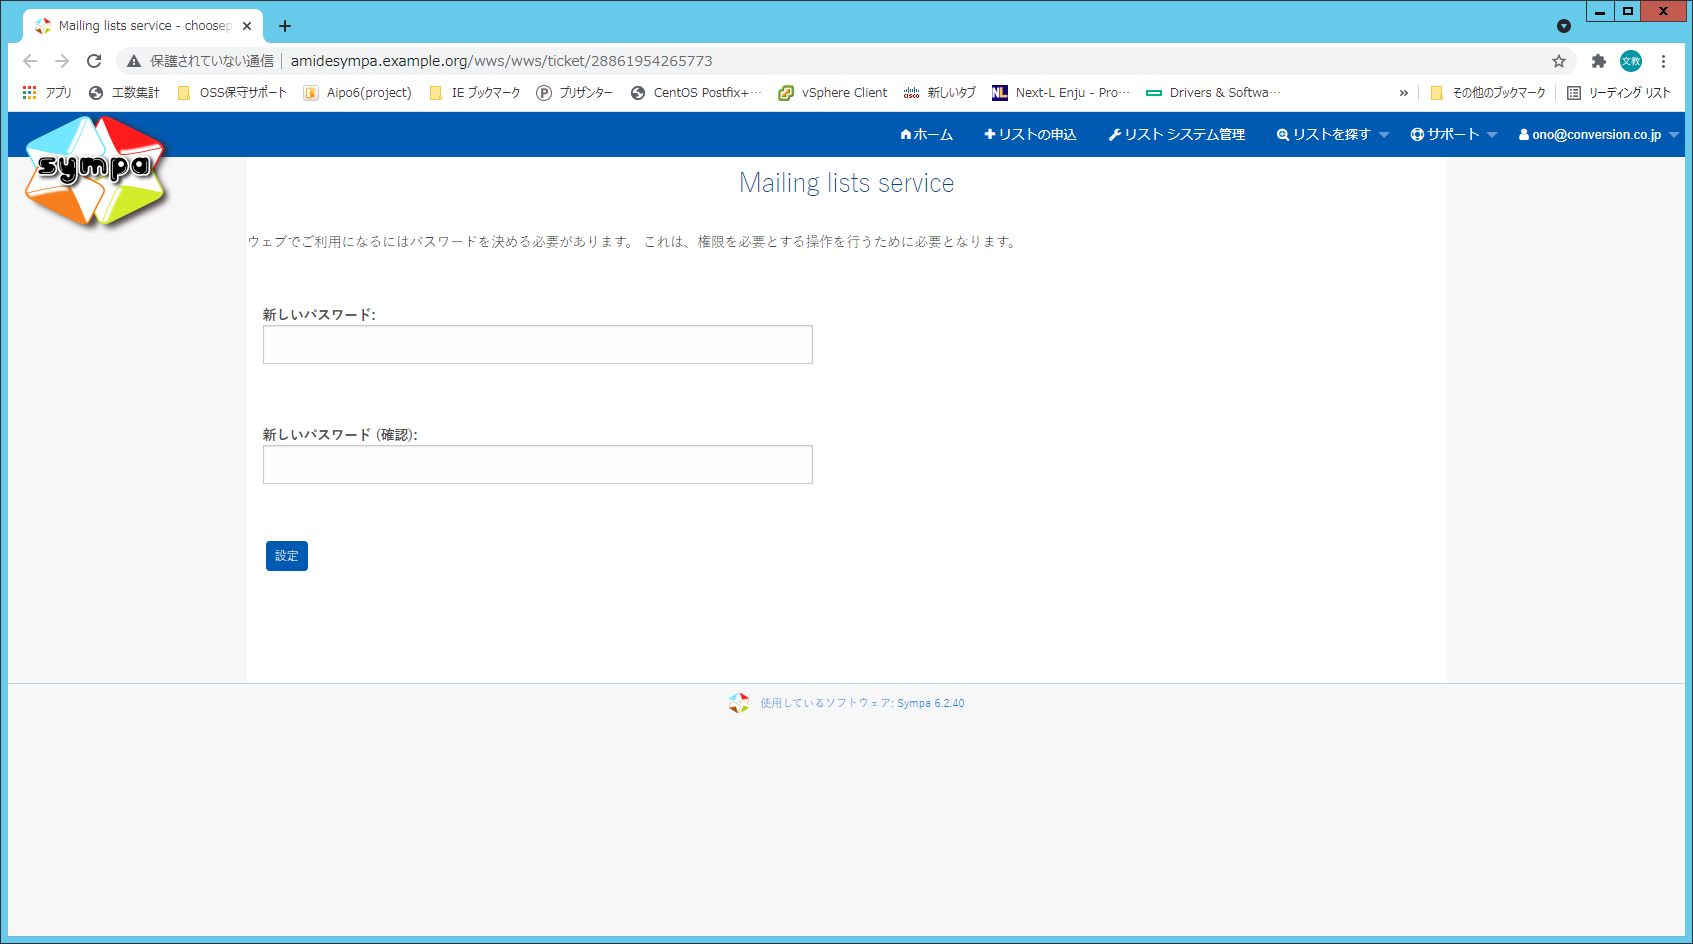 Mailing lists service - choosep
保護されていない通信 | amidesympa.example.org/wws/wws/ticket/28861954265773
文教
アプリ 工数集計 OSS保守サポート Aipo6(project) IE ブックマーク プリザンター CentOS Postfix+… vSphere Client 新しいタブ Next-L Enju - Pro… Drivers & Softwa… » その他のブックマーク リーディング リスト
ホーム リストの申込 リスト システム管理 リストを探す サポート ono@conversion.co.jp
sympa
Mailing lists service
ウェブでご利用になるにはパスワードを決める必要があります。 これは、権限を必要とする操作を行うために必要となります。
新しいパスワード:
新しいパスワード (確認):
設定
使用しているソフトウェア: Sympa 6.2.40